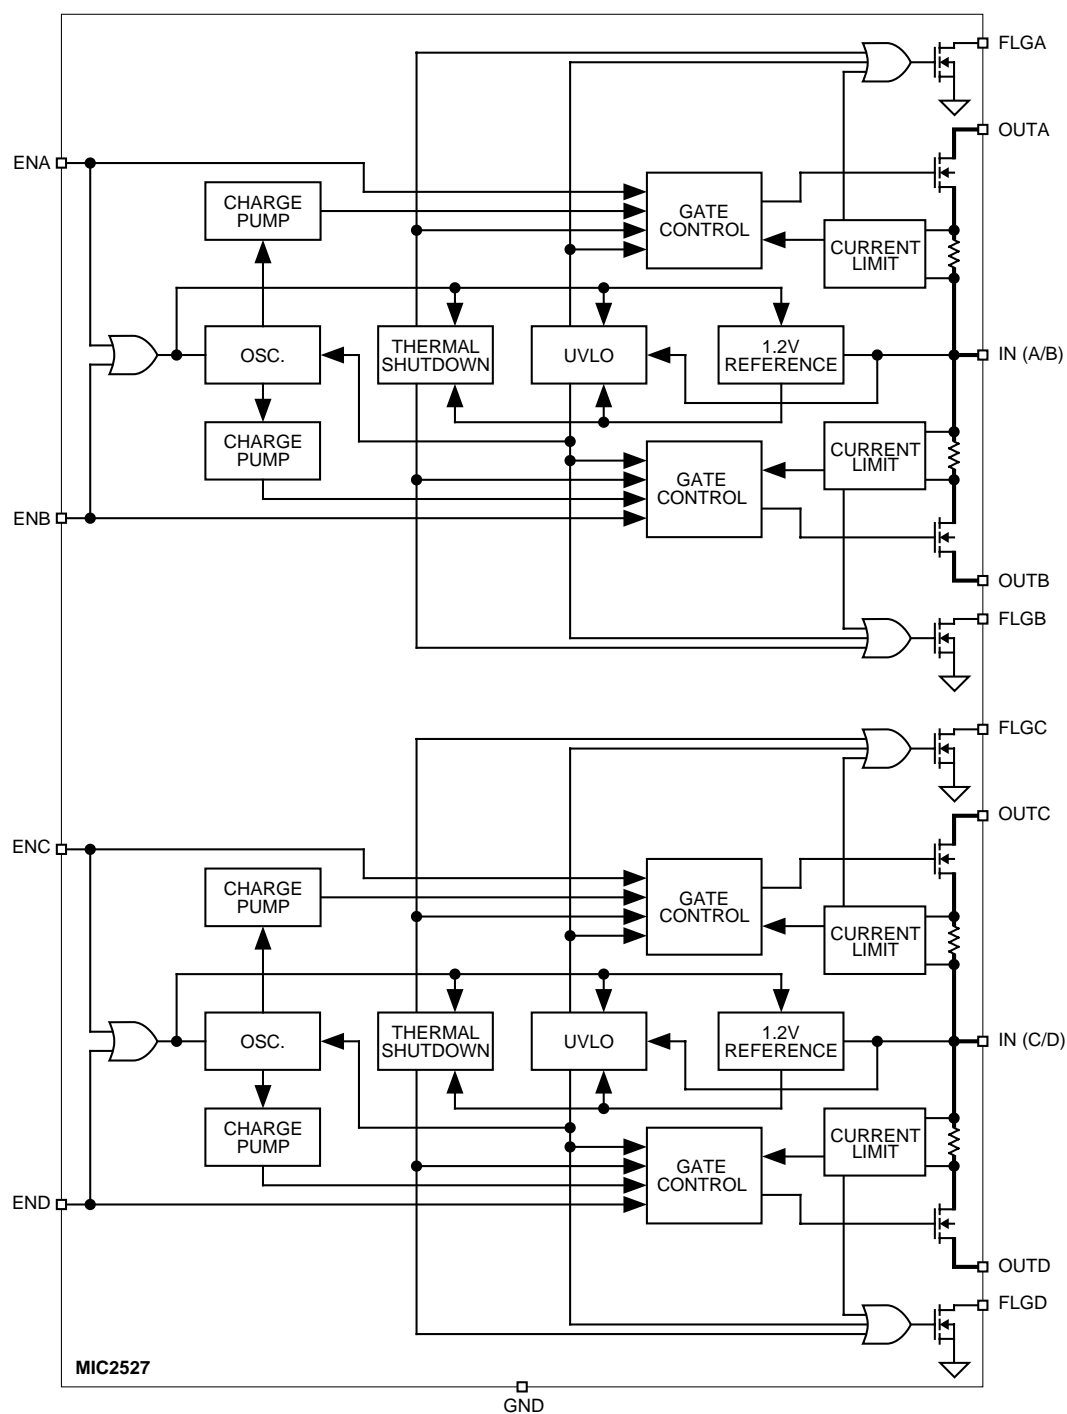 FLGA
OUTA
ENA
CHARGE
PUMP
GATE
CONTROL
CURRENT
LIMIT
OSC.
THERMAL
SHUTDOWN
UVLO
1.2V
REFERENCE
IN (A/B)
CHARGE
PUMP
GATE
CONTROL
CURRENT
LIMIT
ENB
OUTB
FLGB
FLGC
OUTC
ENC
CHARGE
PUMP
GATE
CONTROL
CURRENT
LIMIT
OSC.
THERMAL
SHUTDOWN
UVLO
1.2V
REFERENCE
IN (C/D)
CHARGE
PUMP
GATE
CONTROL
CURRENT
LIMIT
END
OUTD
FLGD
MIC2527
GND